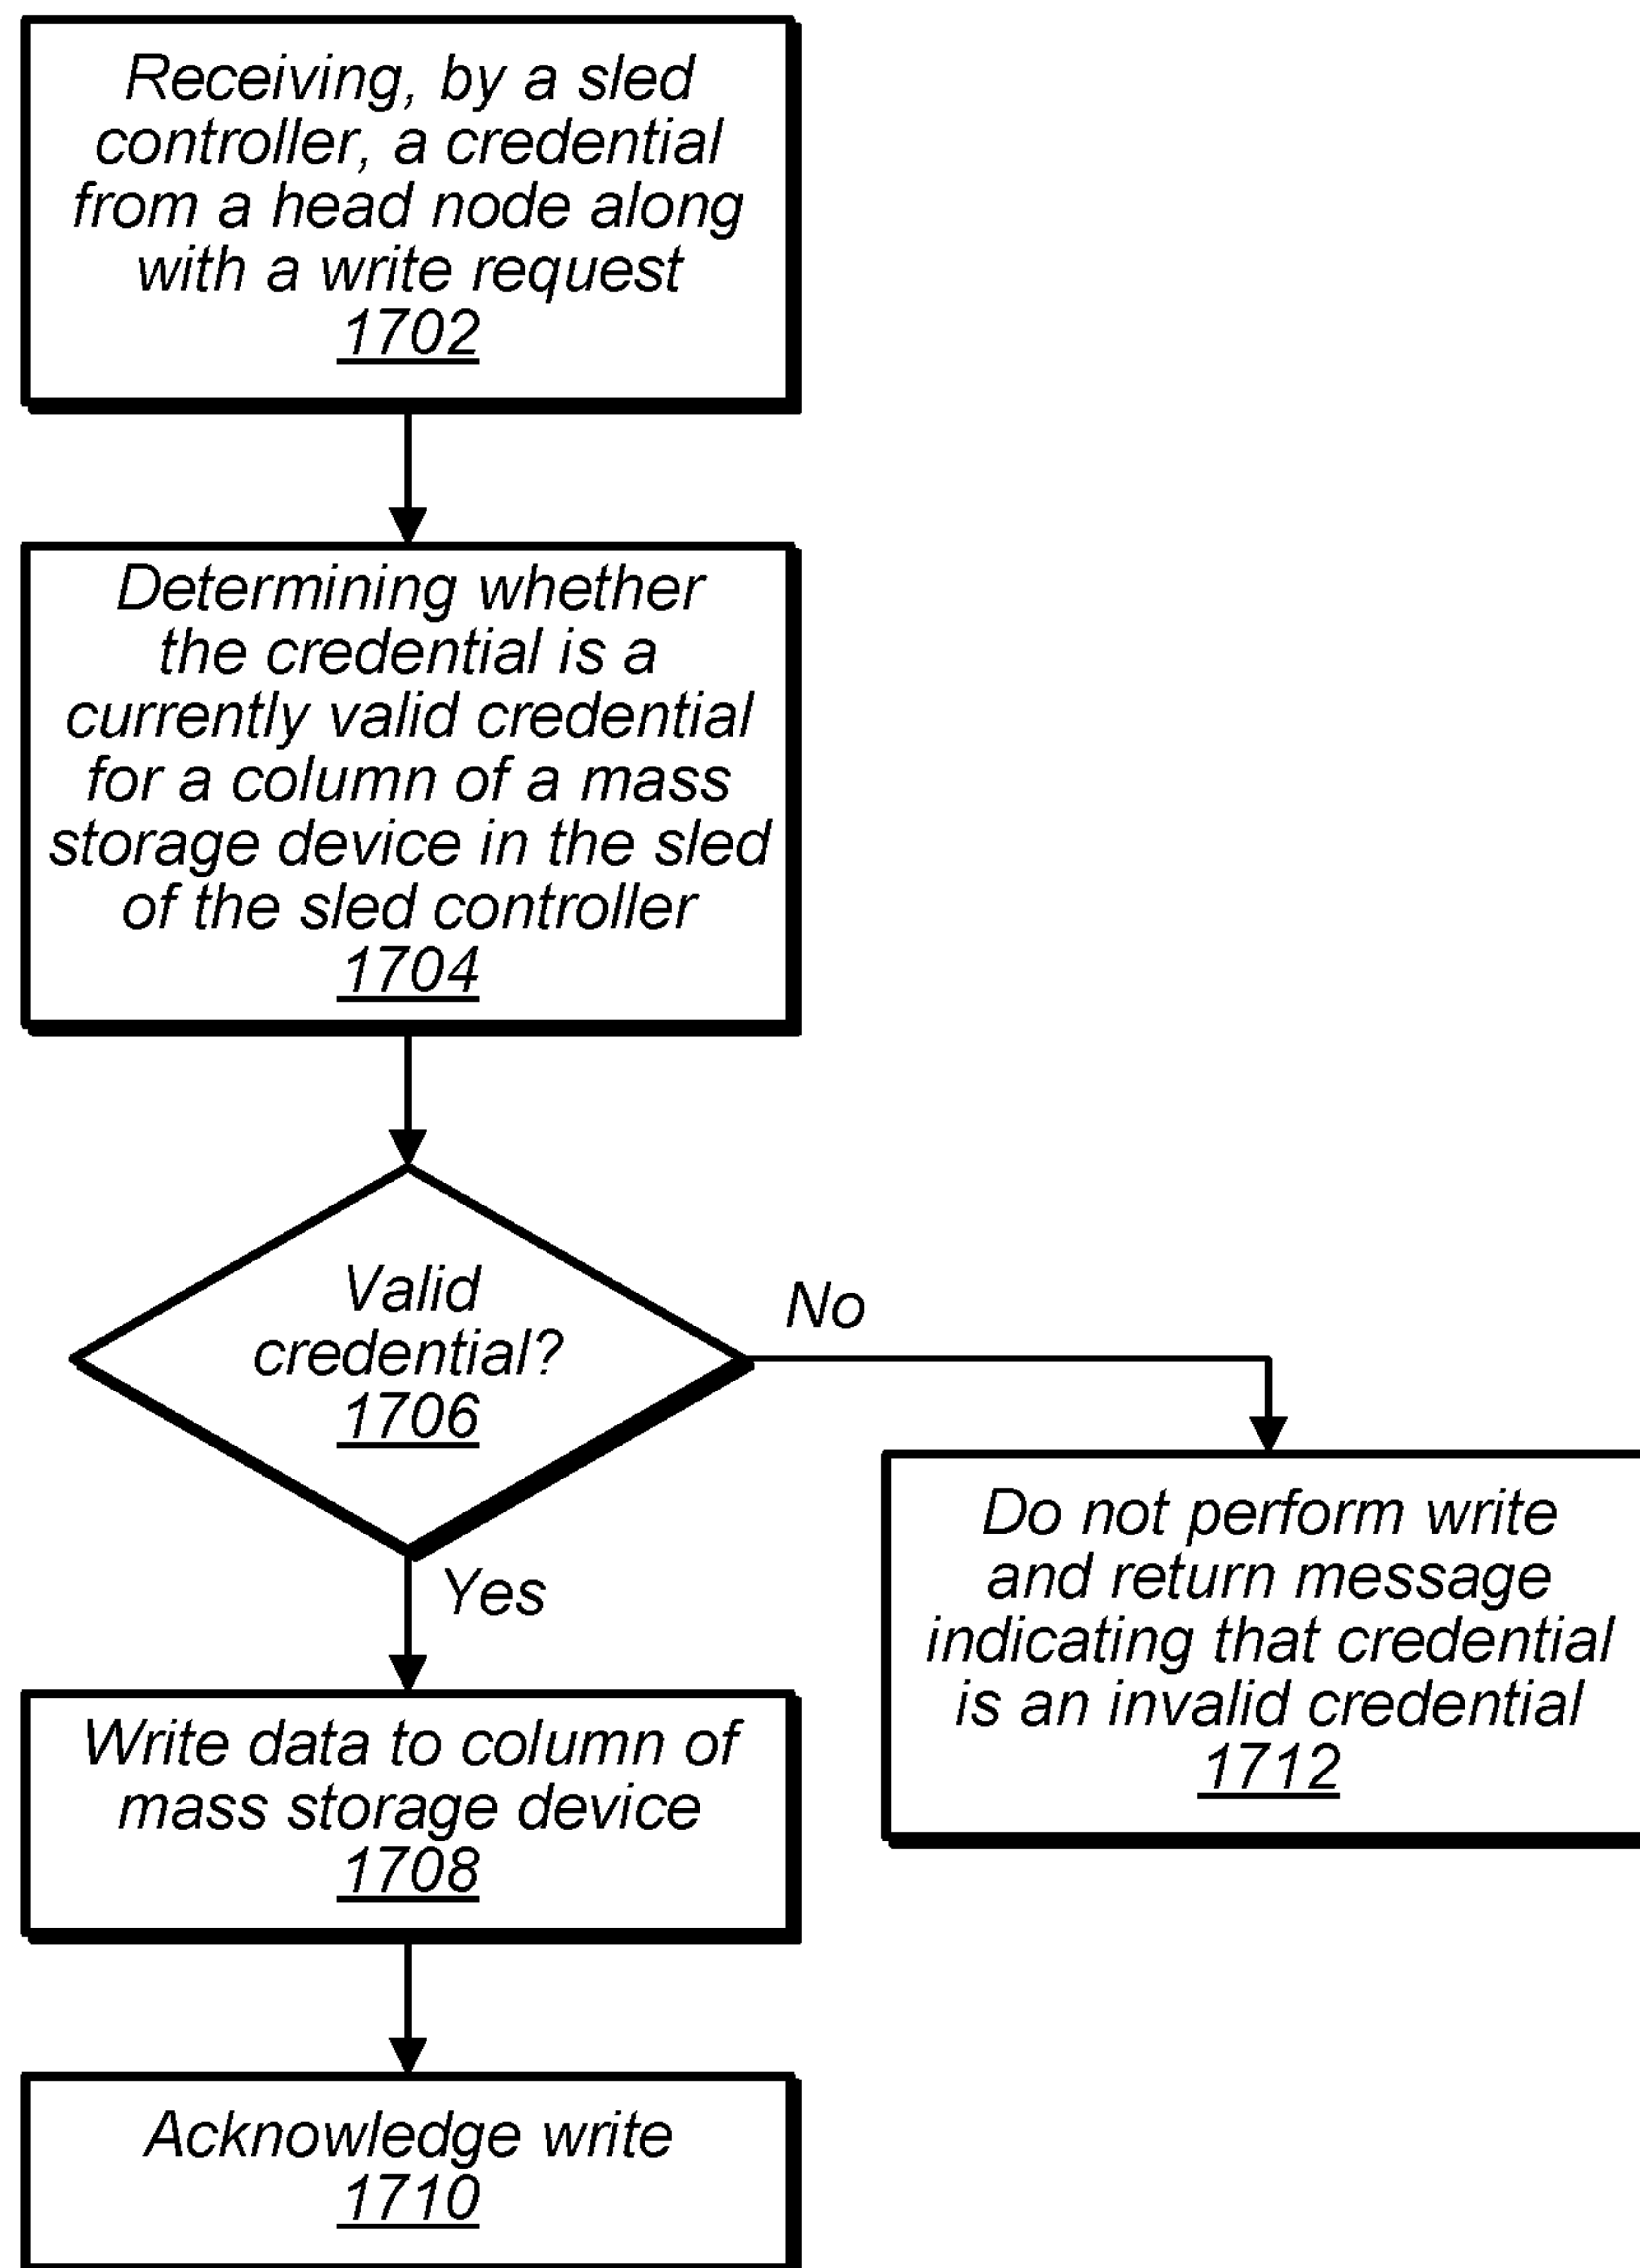 Receiving, by a sled
controller, a credential
from a head node along
with a write request
1702
Determining whether
the credential is a
currently valid credential
for a column of a mass
storage device in the sled
of the sled controller
1704
Valid
credential?
1706
No
Yes
Do not perform write
and return message
indicating that credential
is an invalid credential
1712
Write data to column of
mass storage device
1708
Acknowledge write
1710